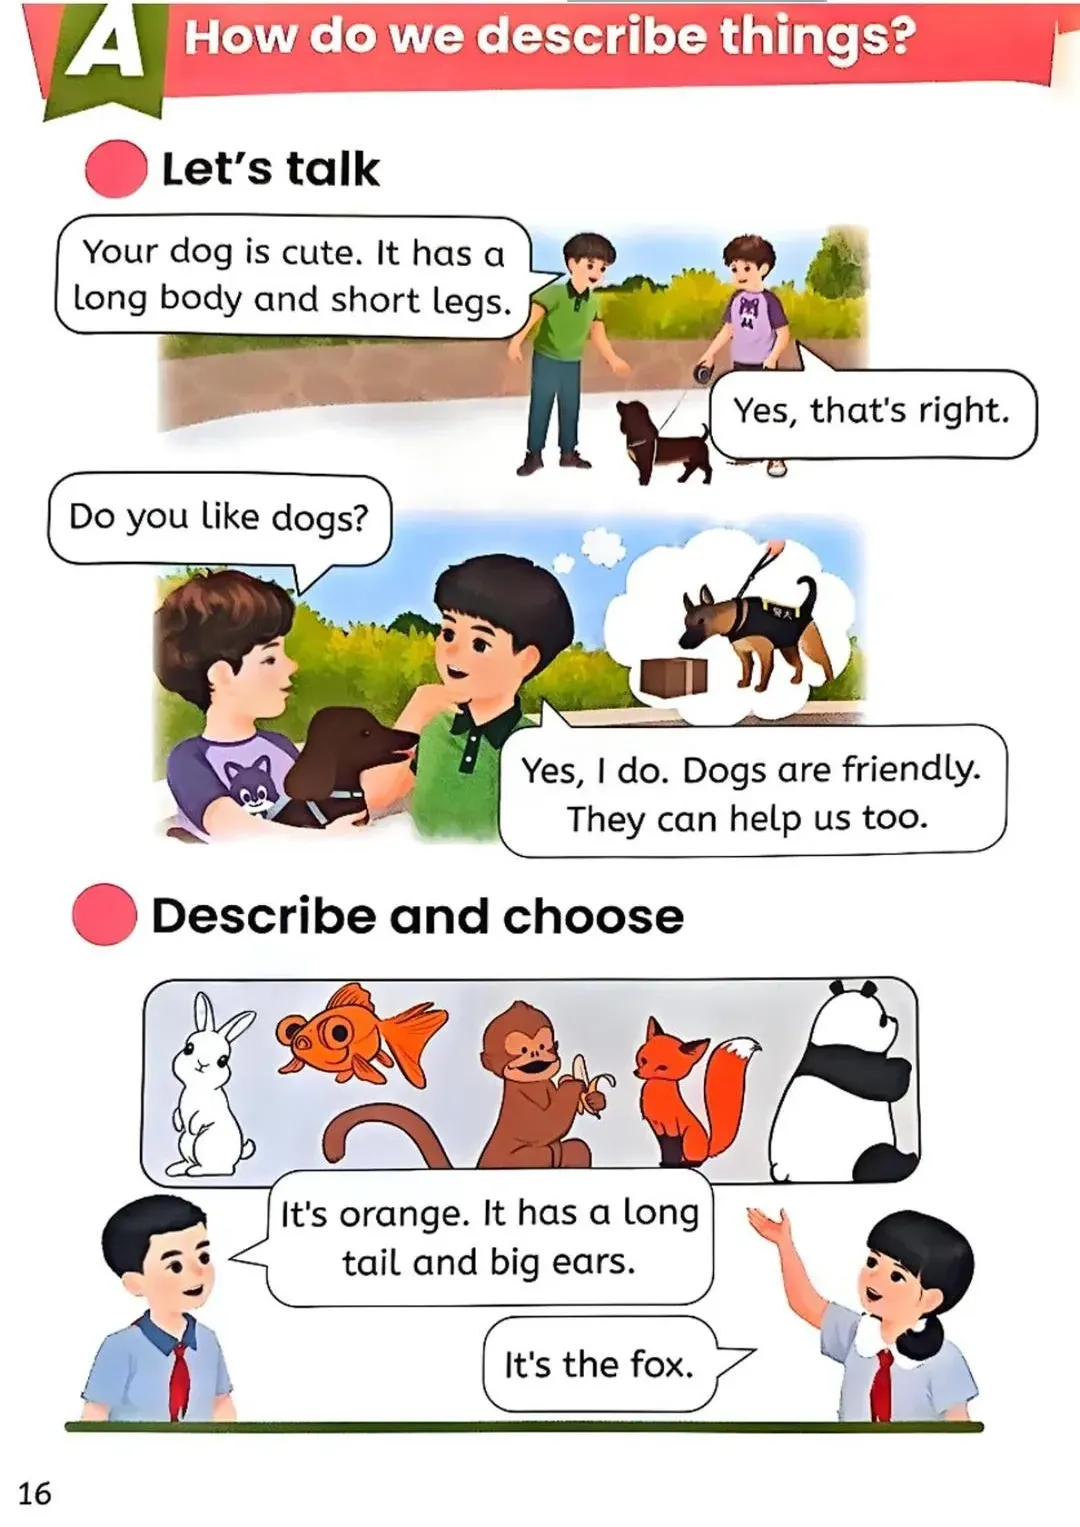 A
How do we describe things?
Let's talk
Your dog is cute. It has a
long body and short legs.
Yes, that's right.
Do you like dogs?
警犬
Yes, I do. Dogs are friendly.
They can help us too.
Describe and choose
It's orange. It has a long
tail and big ears.
It's the fox.
16